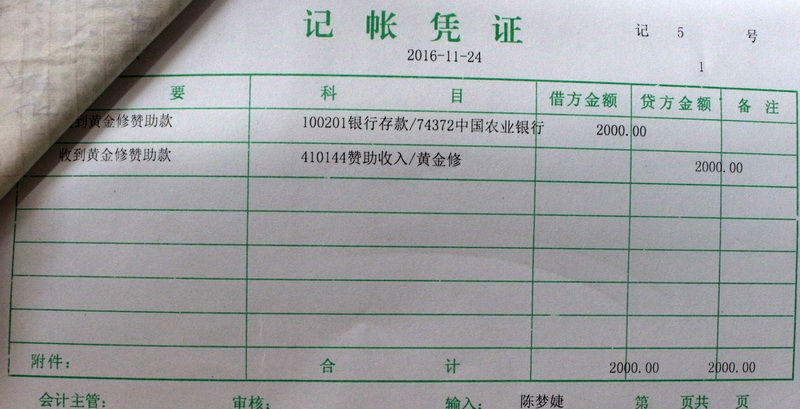 记帐凭证
记 5 号
2016-11-24
1
要 科目 借方金额 贷方金额 备注
到黄金修赞助款 100201银行存款/74372中国农业银行 2000.00
收到黄金修赞助款 410144赞助收入/黄金修 2000.00
附件: 合计 2000.00 2000.00
会计主管: 审核: 输入: 陈梦婕 第 页共 页